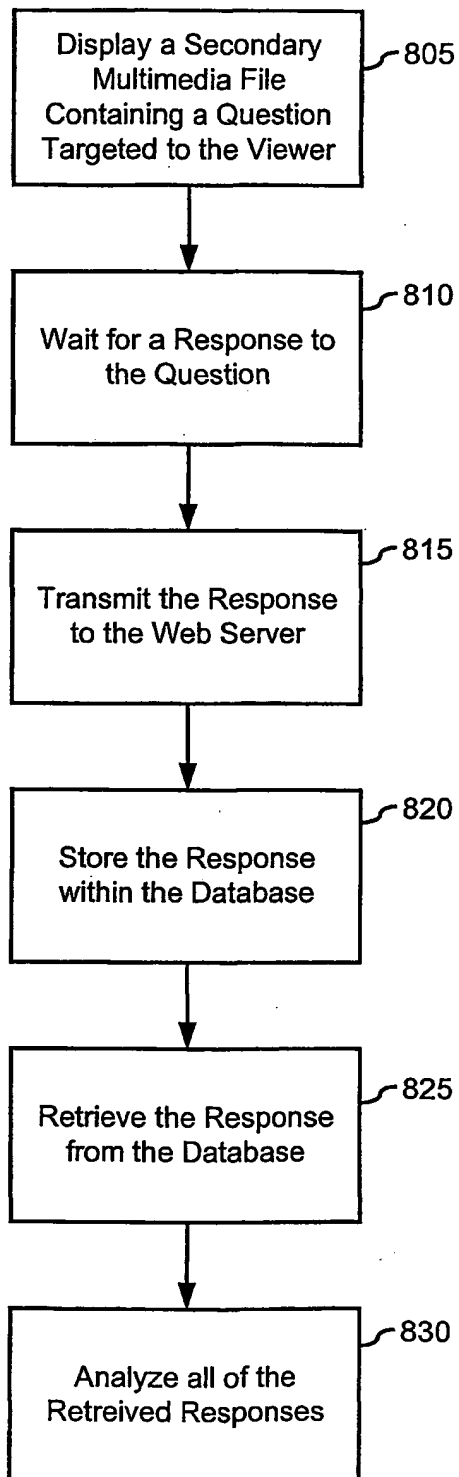 Display a Secondary
Multimedia File
Containing a Question
Targeted to the Viewer
805
Wait for a Response to
the Question
810
Transmit the Response
to the Web Server
815
Store the Response
within the Database
820
Retrieve the Response
from the Database
825
Analyze all of the
Retreived Responses
830